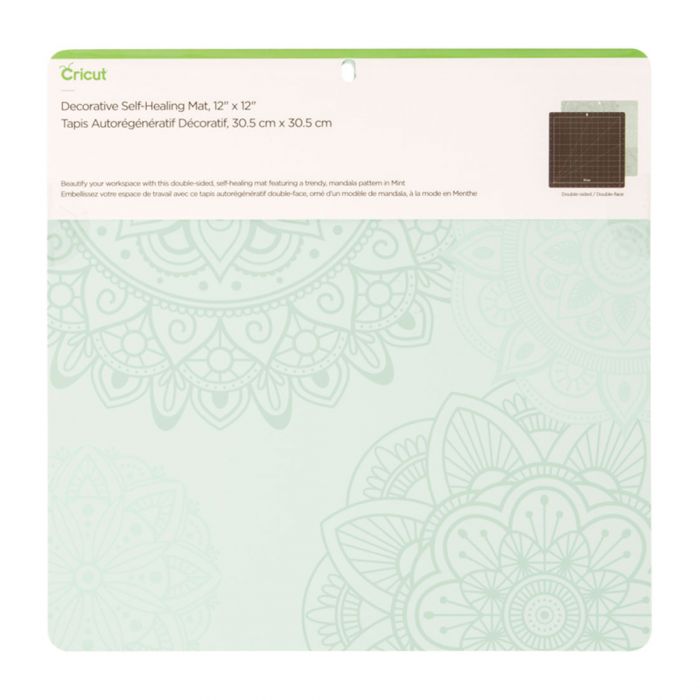 Cricut
Decorative Self-Healing Mat, 12" x 12"
Tapis Autorégénératif Décoratif, 30.5 cm x 30.5 cm
Beautify your workspace with this double-sided, self-healing mat featuring a trendy, mandala pattern in Mint
Embellissez votre espace de travail avec ce tapis autorégénératif double-face, orné d'un modèle de mandala, à la mode en Menthe
Double-sided / Double-face